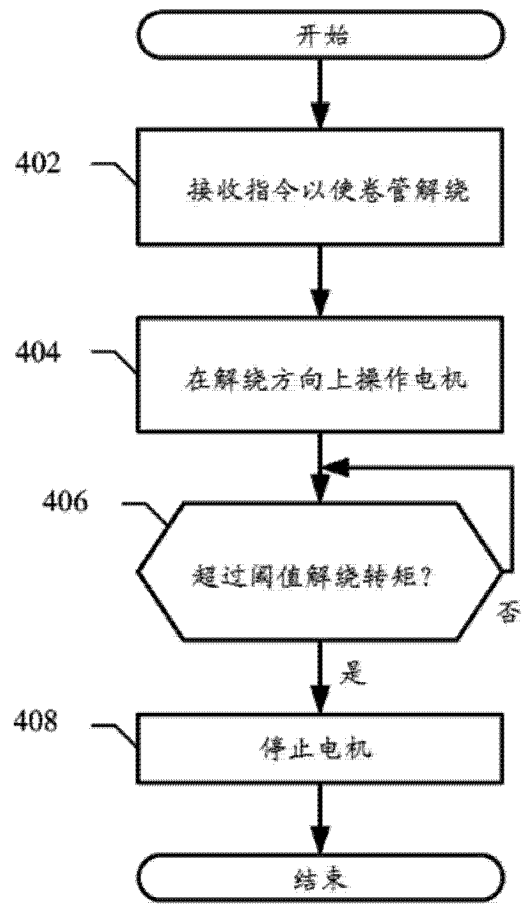 开始
402
接收指令以使卷管解绕
404
在解绕方向上操作电机
406
超过阈值解绕转矩?
否
是
408
停止电机
结束